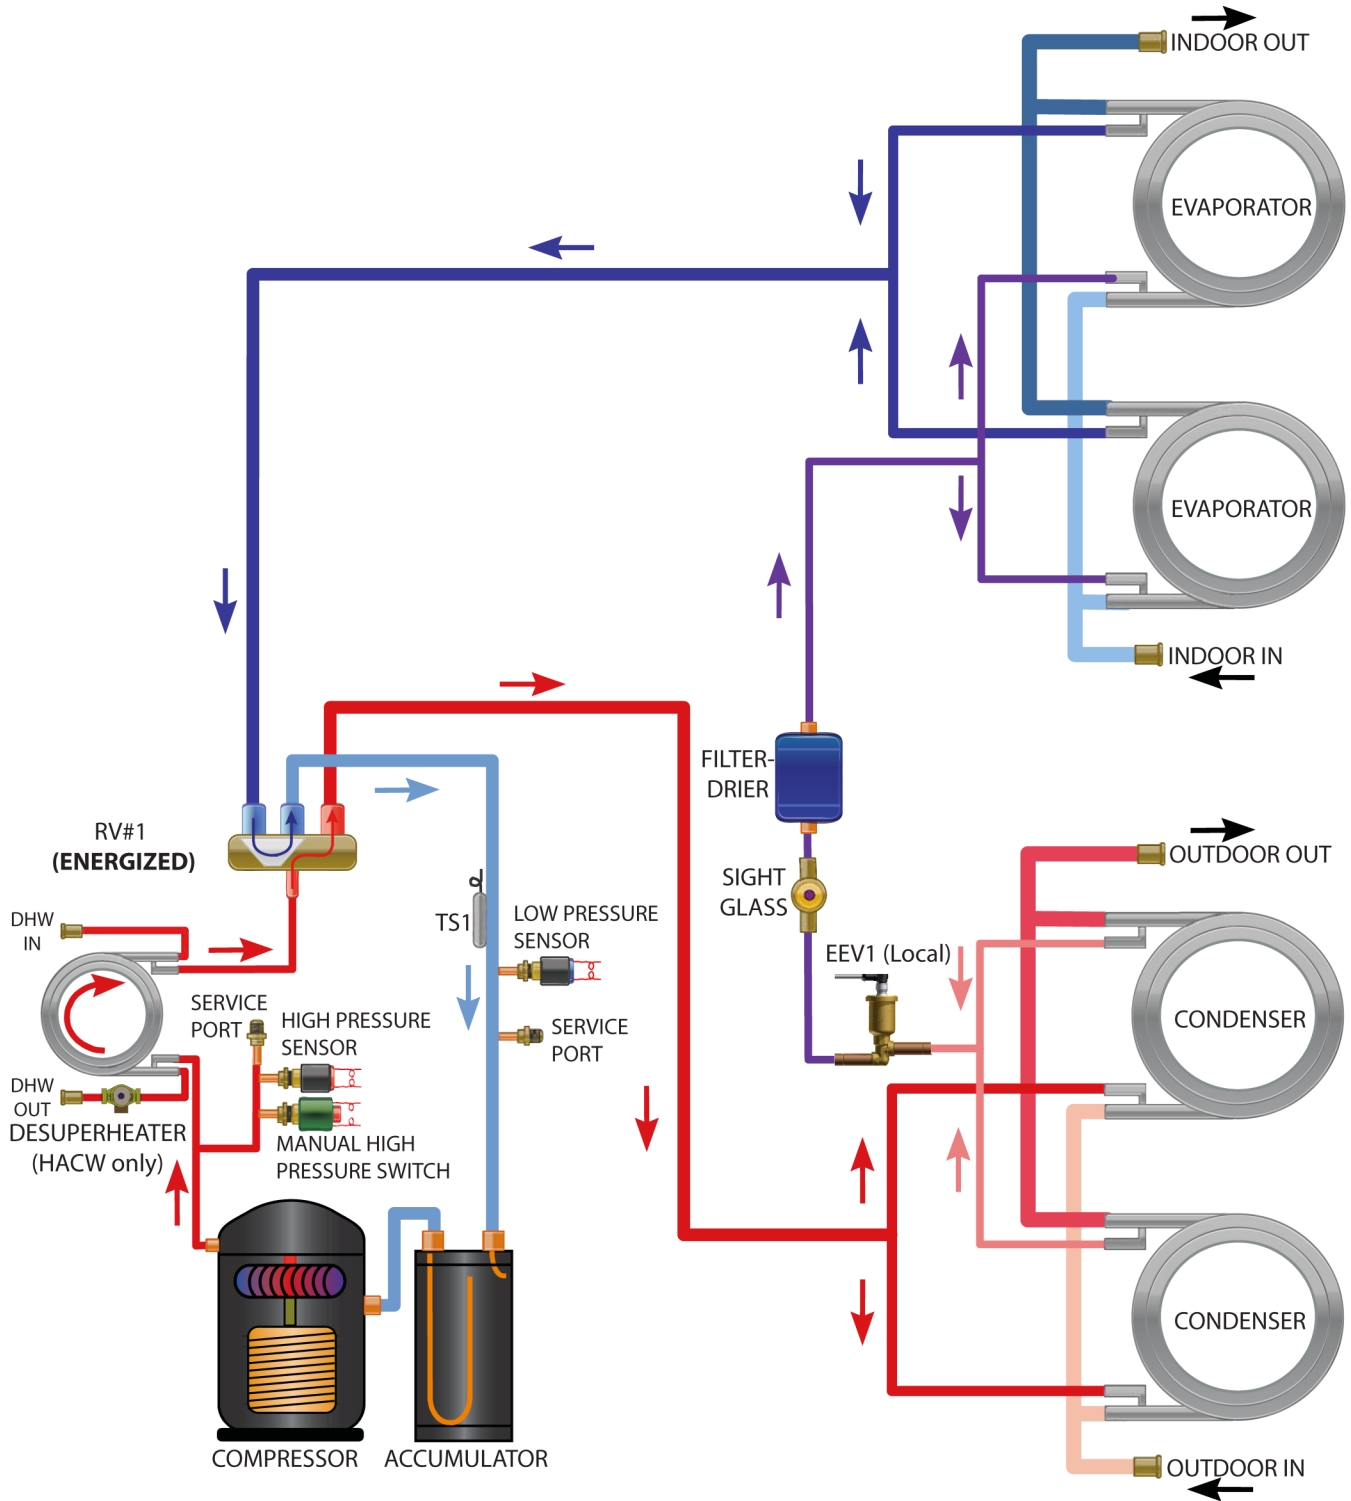 INDOOR OUT
EVAPORATOR
EVAPORATOR
INDOOR IN
FILTER-
DRIER
RV#1
(ENERGIZED)
OUTDOOR OUT
SIGHT
GLASS
DHW
IN
TS1
LOW PRESSURE
SENSOR
EEV1 (Local)
SERVICE
PORT
HIGH PRESSURE
SENSOR
SERVICE
PORT
CONDENSER
DHW
OUT
DESUPERHEATER
(HACW only)
MANUAL HIGH
PRESSURE SWITCH
CONDENSER
COMPRESSOR
ACCUMULATOR
OUTDOOR IN